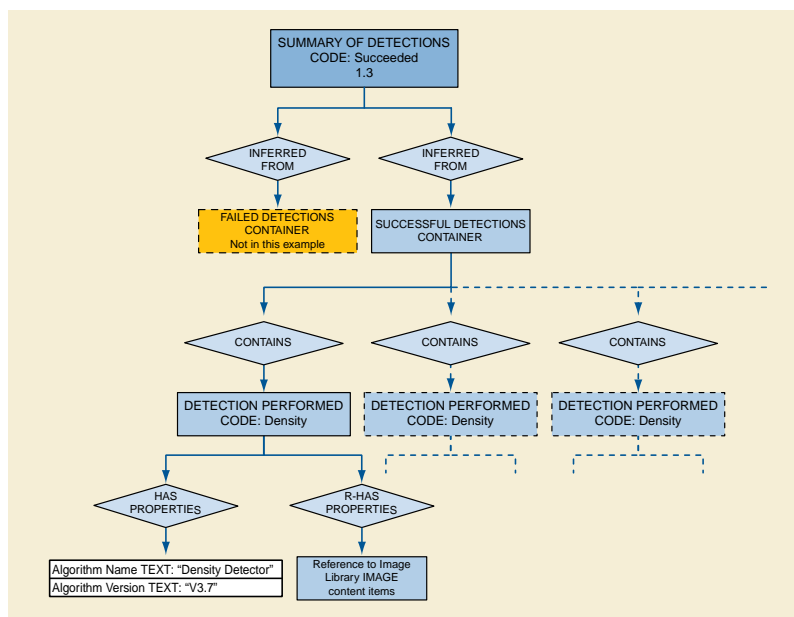 SUMMARY OF DETECTIONS
CODE: Succeeded
1.3
INFERRED
FROM
INFERRED
FROM
FAILED DETECTIONS
CONTAINER
Not in this example
SUCCESSFUL DETECTIONS
CONTAINER
CONTAINS
CONTAINS
CONTAINS
DETECTION PERFORMED
CODE: Density
DETECTION PERFORMED
CODE: Density
DETECTION PERFORMED
CODE: Density
HAS
PROPERTIES
R-HAS
PROPERTIES
Algorithm Name TEXT: “Density Detector”
Algorithm Version TEXT: “V3.7”
Reference to Image
Library IMAGE
content items